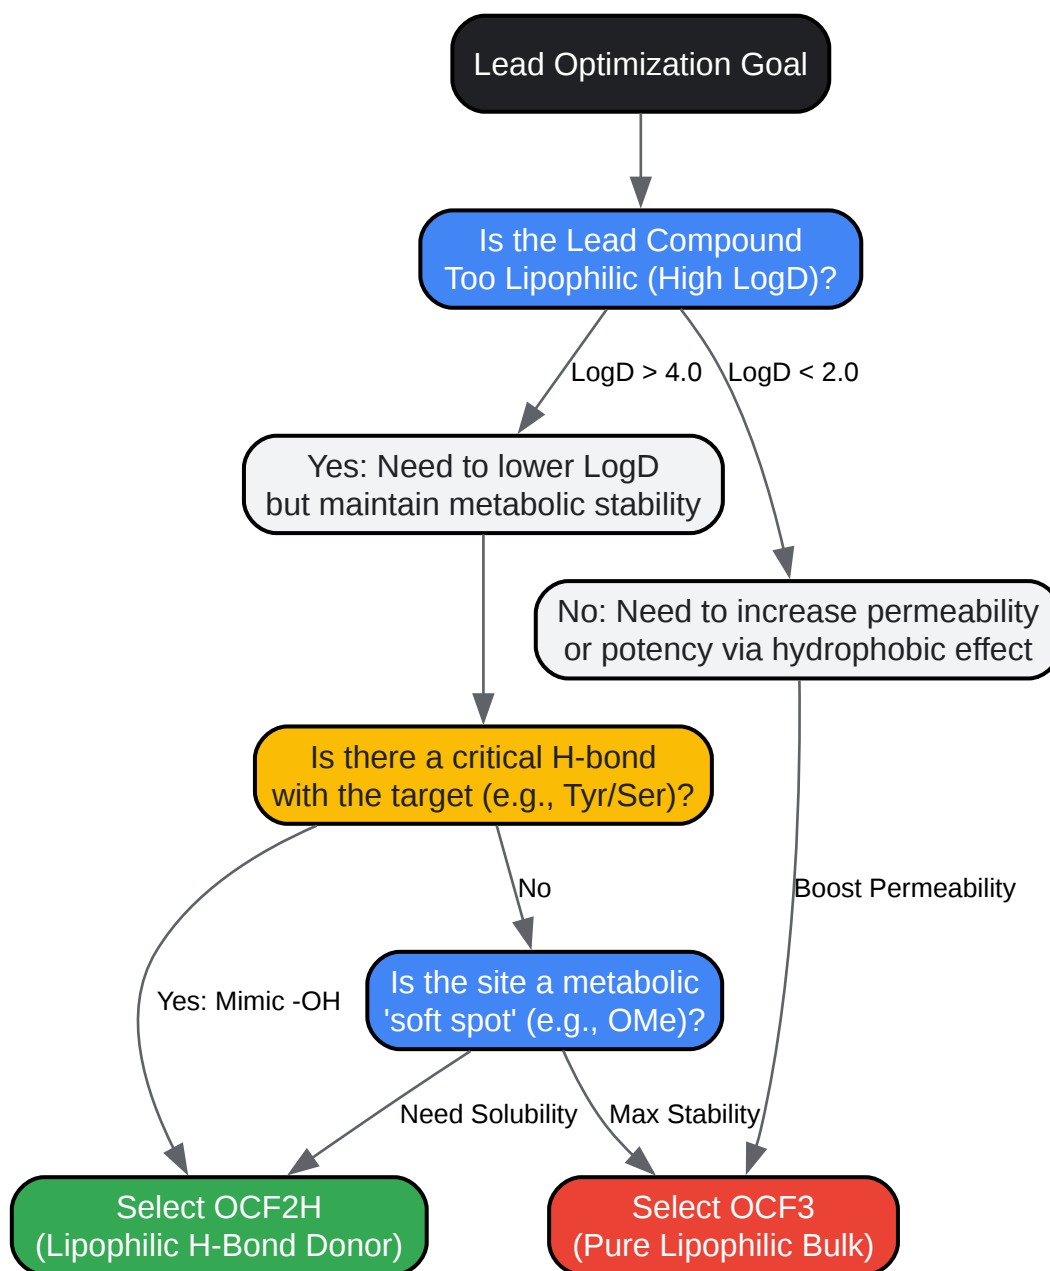 Lead Optimization Goal
Is the Lead Compound
Too Lipophilic (High LogD)?
LogD > 4.0
LogD < 2.0
Yes: Need to lower LogD
but maintain metabolic stability
No: Need to increase permeability
or potency via hydrophobic effect
Is there a critical H-bond
with the target (e.g., Tyr/Ser)?
No
Boost Permeability
Is the site a metabolic
'soft spot' (e.g., OMe)?
Yes: Mimic -OH
Need Solubility
Max Stability
Select OCF2H
(Lipophilic H-Bond Donor)
Select OCF3
(Pure Lipophilic Bulk)